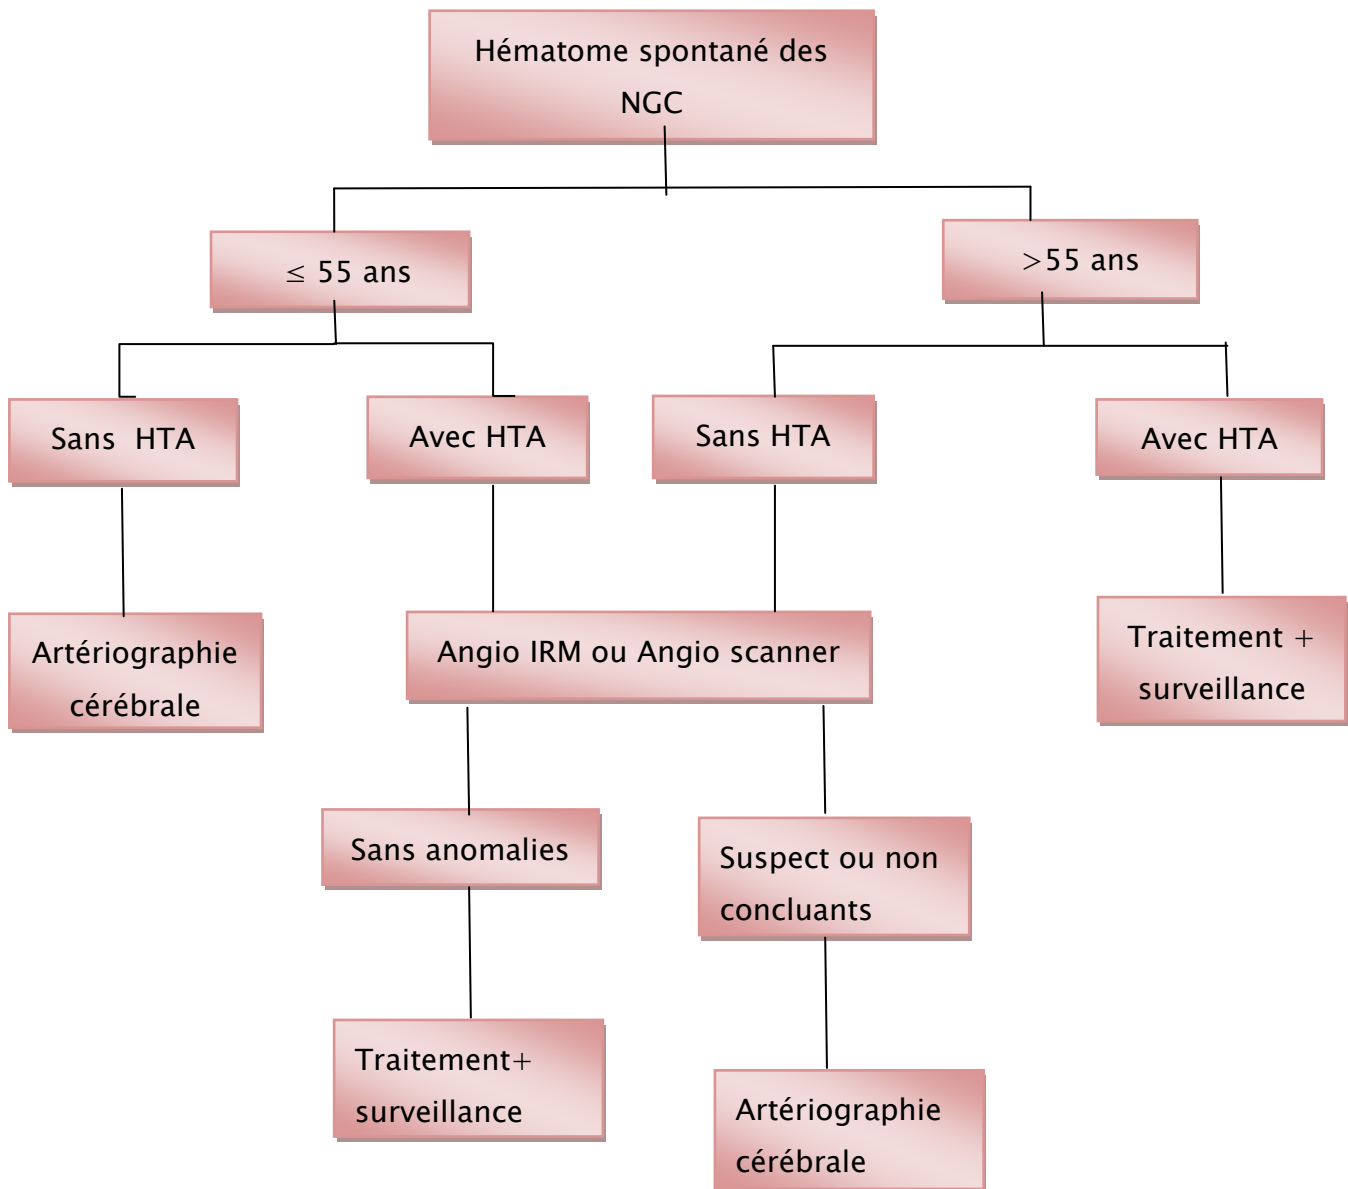 Hématome spontané des
NGC
≤ 55 ans
>55 ans
Sans HTA
Avec HTA
Sans HTA
Avec HTA
Artériographie
cérébrale
Angio IRM ou Angio scanner
Traitement +
surveillance
Sans anomalies
Suspect ou non
concluants
Traitement+
surveillance
Artériographie
cérébrale